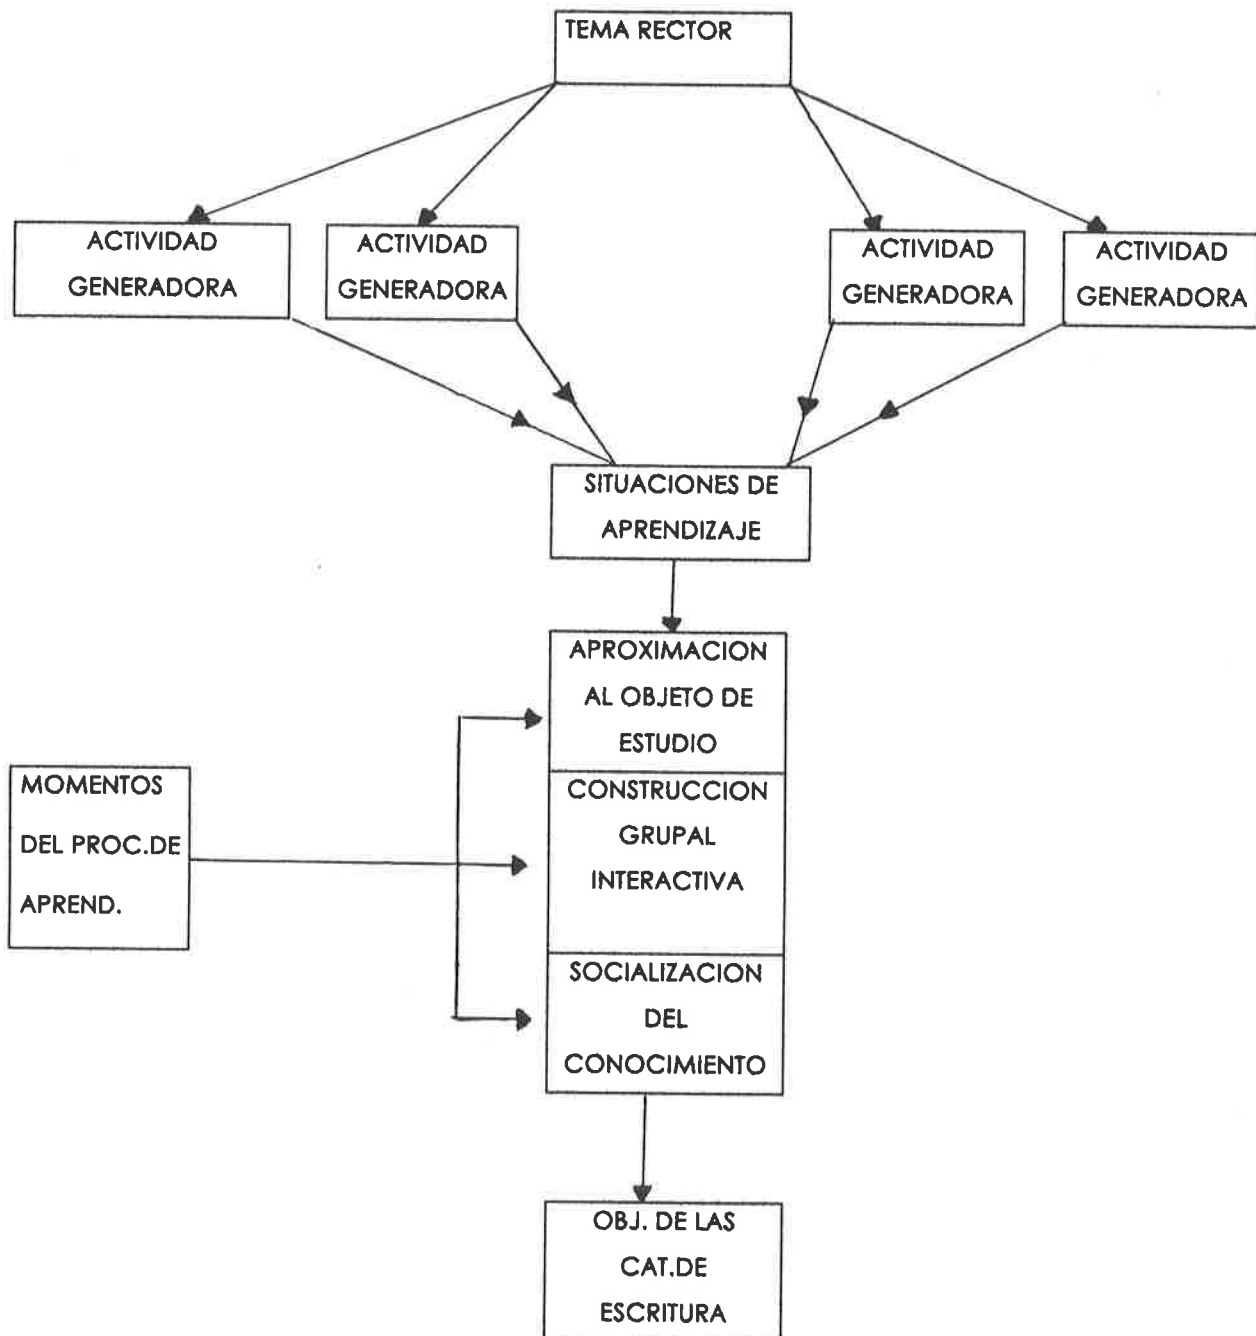 TEMA RECTOR
ACTIVIDAD
GENERADORA
ACTIVIDAD
GENERADORA
ACTIVIDAD
GENERADORA
ACTIVIDAD
GENERADORA
SITUACIONES DE
APRENDIZAJE
APROXIMACION
AL OBJETO DE
ESTUDIO
MOMENTOS
DEL PROC.DE
APREND.
CONSTRUCCION
GRUPAL
INTERACTIVA
SOCIALIZACION
DEL
CONOCIMIENTO
OBJ. DE LAS
CAT.DE
ESCRITURA